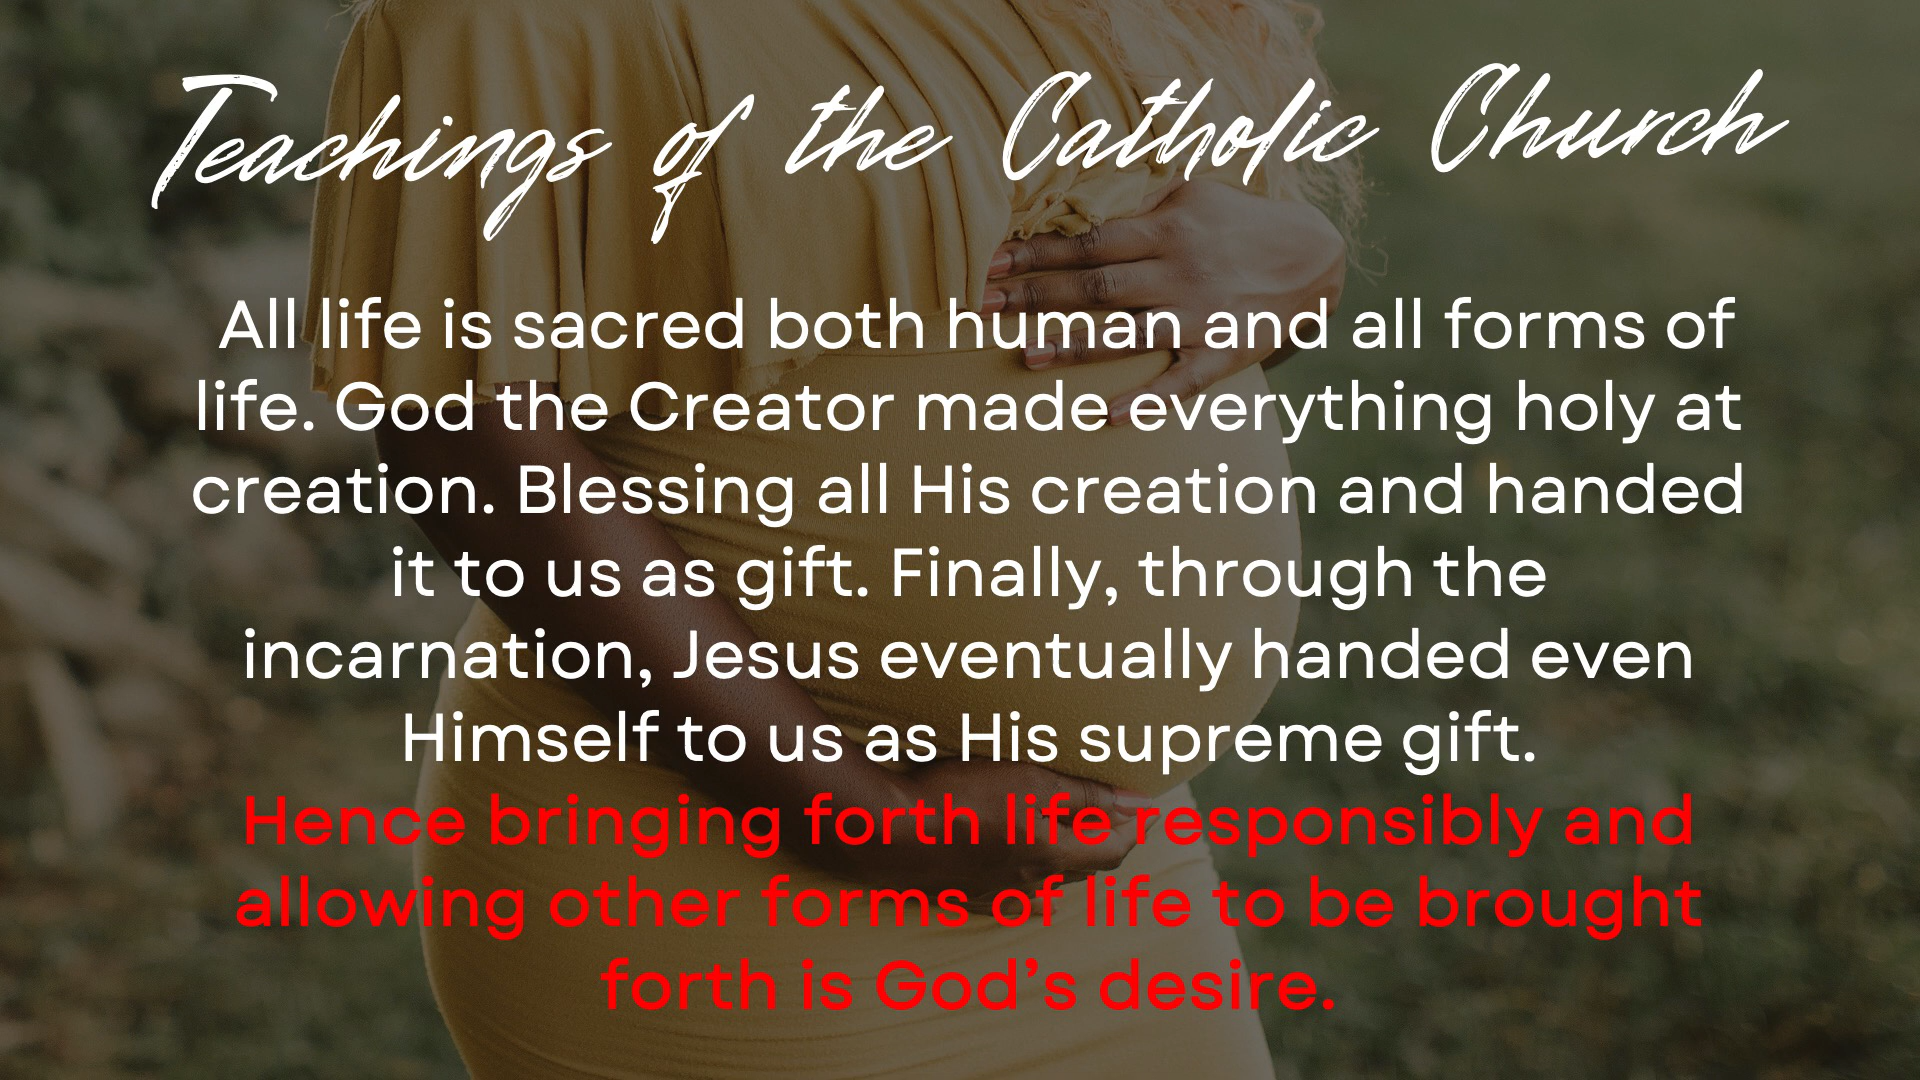 Teachings of the Catholic Church
All life is sacred both human and all forms of
life. God the Creator made everything holy at
creation. Blessing all His creation and handed
it to us as gift. Finally, through the
incarnation, Jesus eventually handed even
Himself to us as His supreme gift.
Hence bringing forth life responsibly and
allowing other forms of life to be brought
forth is God’s desire.